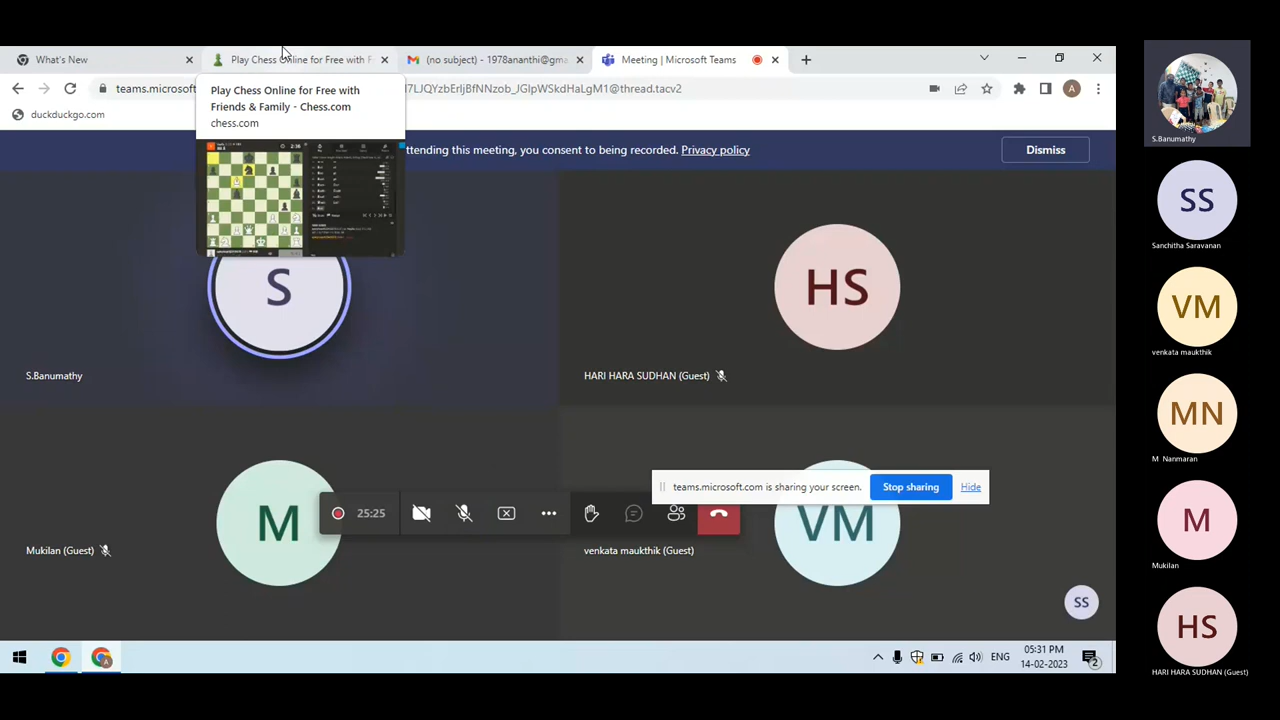 What's New
Play Chess Online for Free with F
(no subject) - 1978ananthi@gma
Meeting | Microsoft Teams
teams.microsoft
7LJQYzbErljBfNNzob_JGlpWSkdHaLgM1@thread.tacv2
A
duckduckgo.com
Play Chess Online for Free with
Friends & Family - Chess.com
chess.com
ttending this meeting, you consent to being recorded. Privacy policy
Dismiss
S
S.Banumathy
HS
HARI HARA SUDHAN (Guest)
M
Mukilan (Guest)
VM
venkata maukthik (Guest)
teams.microsoft.com is sharing your screen.
Stop sharing
Hide
25:25
SS
ENG
05:31 PM
14-02-2023
2
S.Banumathy
SS
Sanchitha Saravanan
VM
venkata maukthik
MN
M Nanmaran
M
Mukilan
HS
HARI HARA SUDHAN (Guest)